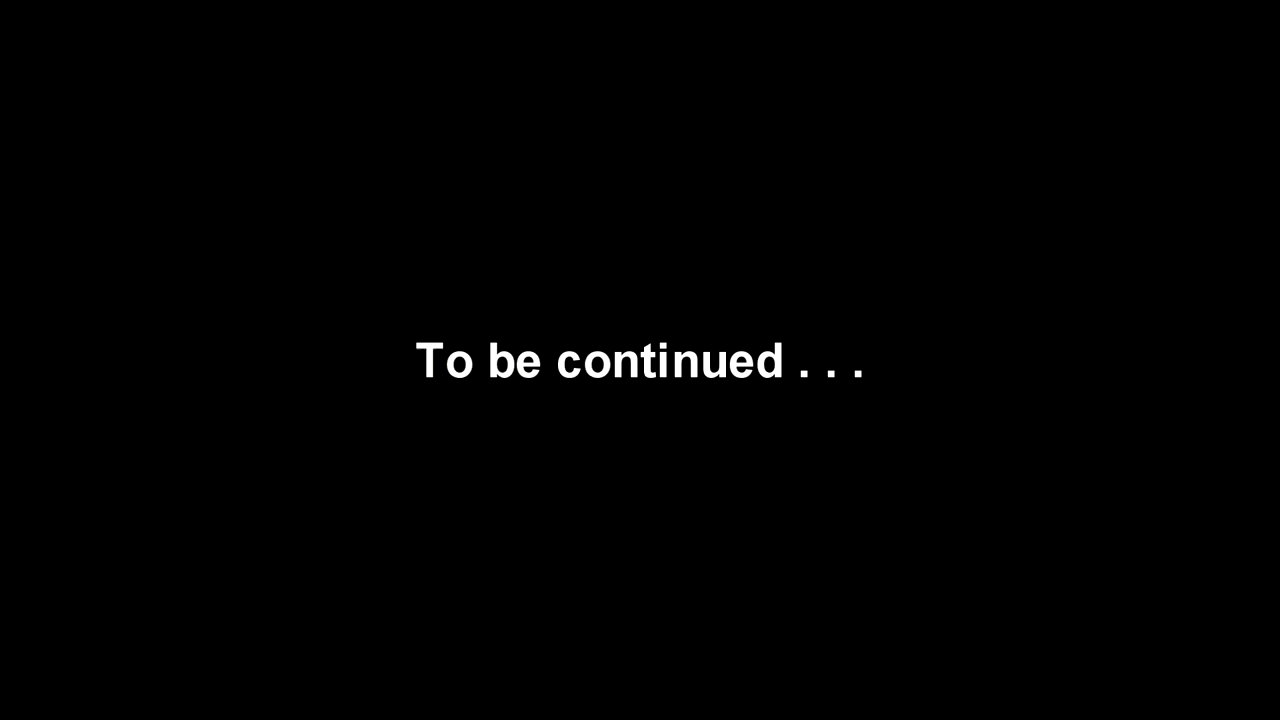 To be continued . . .